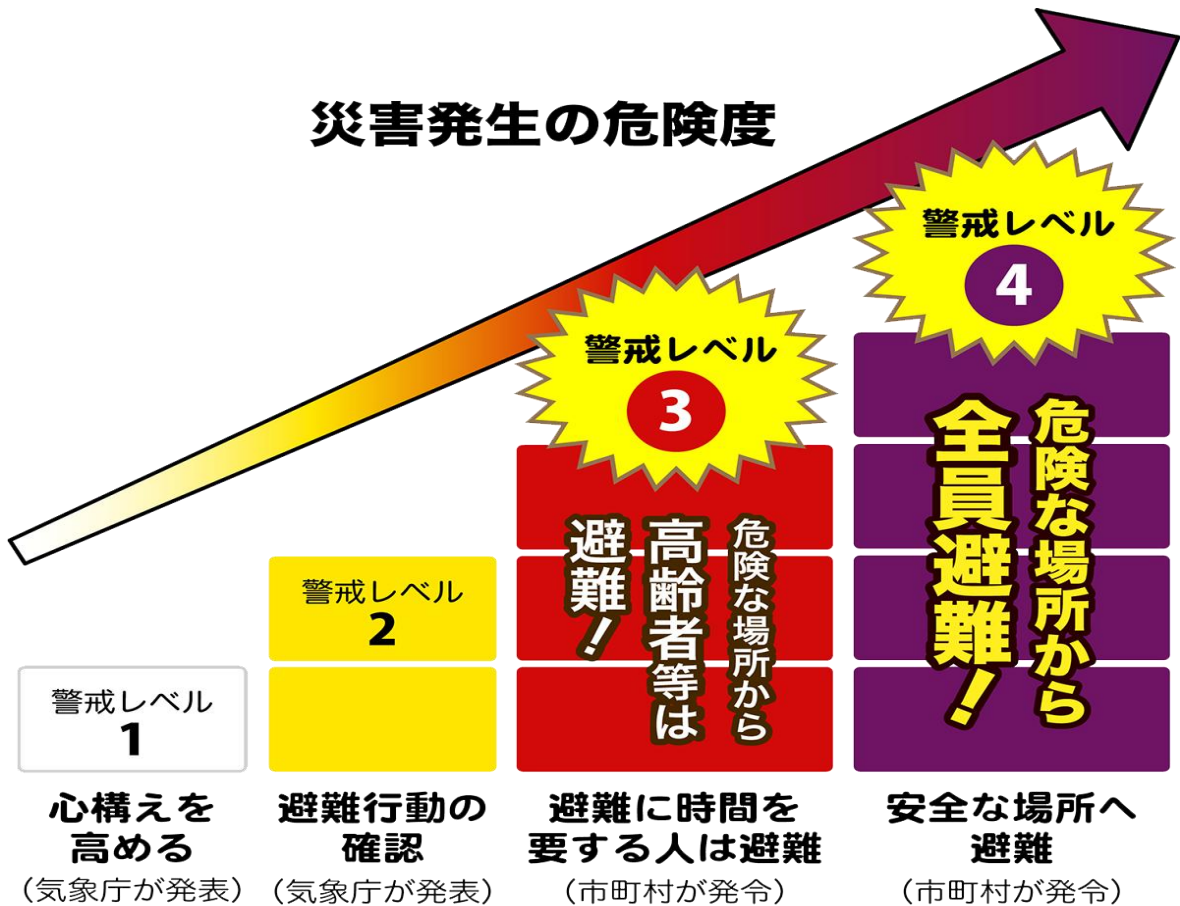 災害発生の危険度
警戒レベル
1
心構えを
高める
(気象庁が発表)
警戒レベル
2
避難行動の
確認
(気象庁が発表)
警戒レベル
3
危険な場所から
高齢者等は
避難!
避難に時間を
要する人は避難
(市町村が発令)
警戒レベル
4
危険な場所から
全員避難!
安全な場所へ
避難
(市町村が発令)